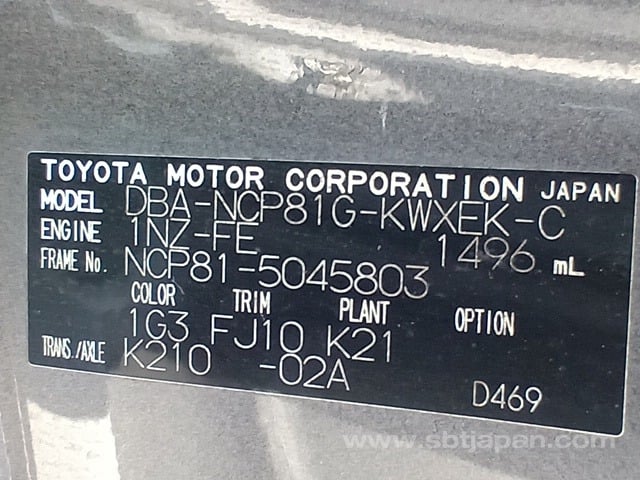 TOYOTA MOTOR CORPORATION JAPAN
MODEL DBA-NCP81G-KWXEK-C
ENGINE 1NZ-FE 1496 mL
FRAME No. NCP81-5045803
COLOR TRIM PLANT OPTION
1G3 FJ10 K21
TRANS./AXLE K210 -02A
D469
www.sbtjapan.com